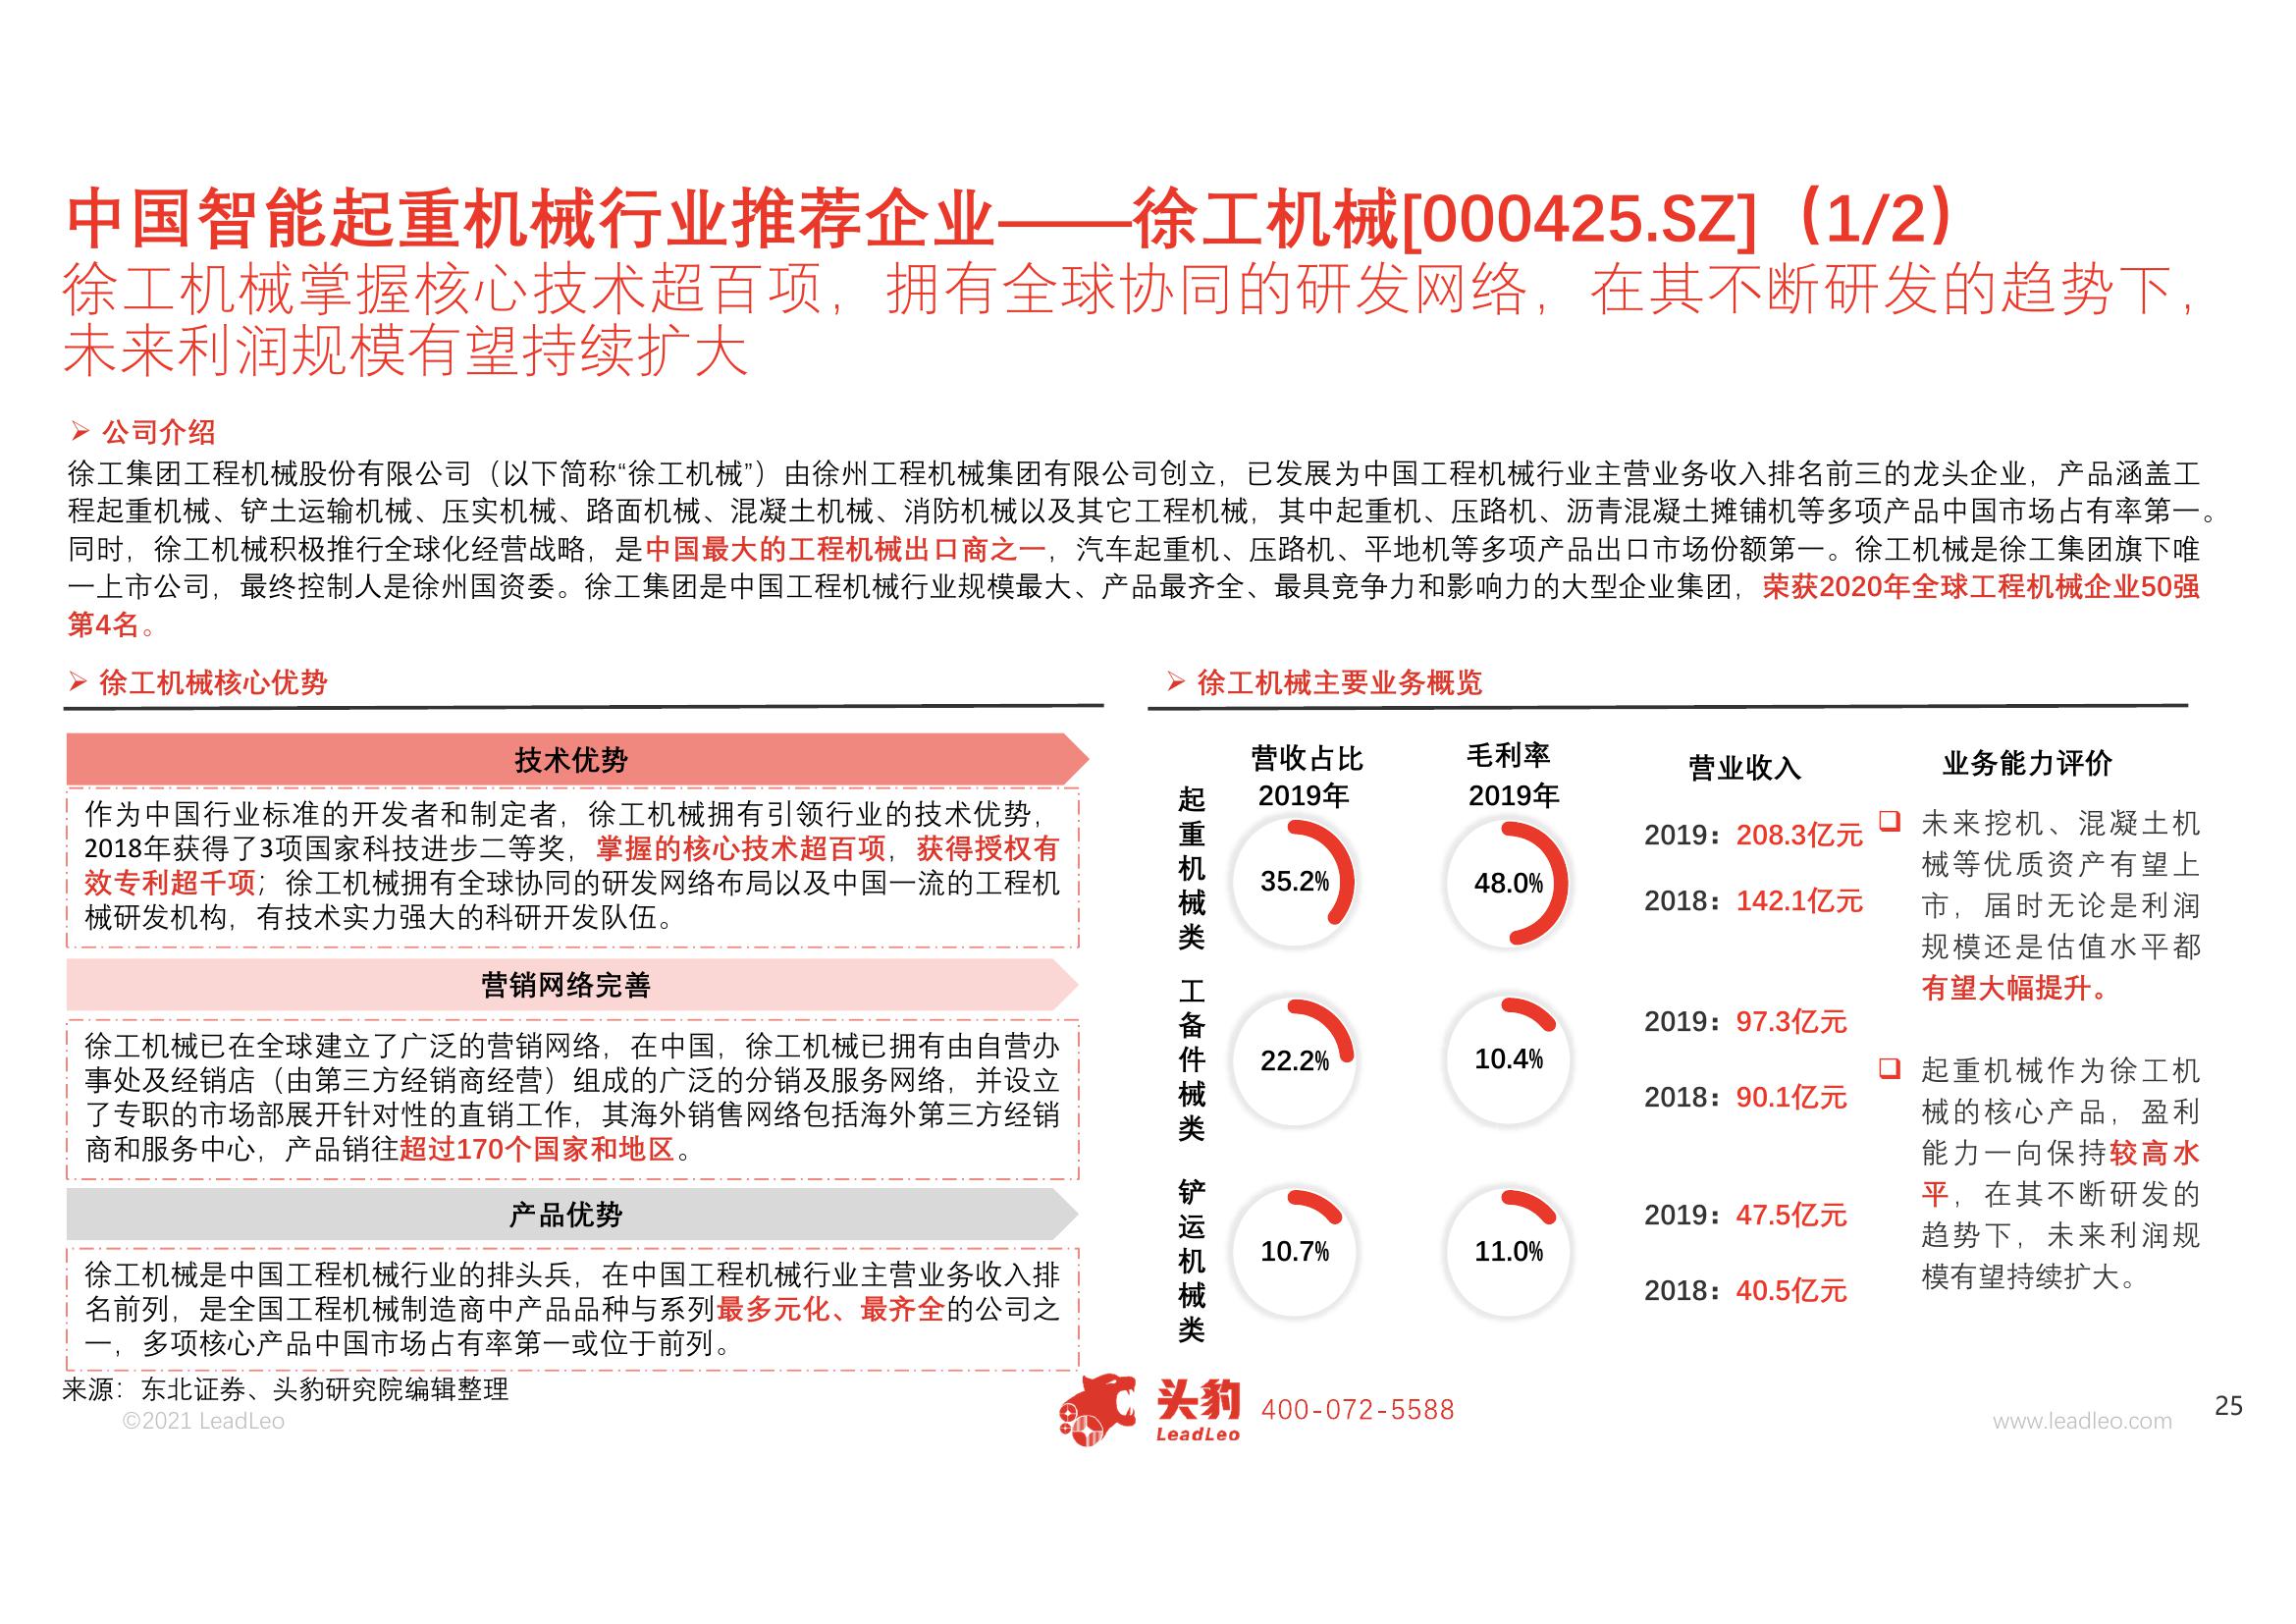 中国智能起重机械行业推荐企业——徐工机械[000425.SZ]（1/2）
徐工机械掌握核心技术超百项，拥有全球协同的研发网络，在其不断研发的趋势下，
未来利润规模有望持续扩大
公司介绍
徐工集团工程机械股份有限公司（以下简称“徐工机械”）由徐州工程机械集团有限公司创立，已发展为中国工程机械行业主营业务收入排名前三的龙头企业，产品涵盖工
程起重机械、铲土运输机械、压实机械、路面机械、混凝土机械、消防机械以及其它工程机械，其中起重机、压路机、沥青混凝土摊铺机等多项产品中国市场占有率第一。
同时，徐工机械积极推行全球化经营战略，是中国最大的工程机械出口商之一，汽车起重机、压路机、平地机等多项产品出口市场份额第一。徐工机械是徐工集团旗下唯
一上市公司，最终控制人是徐州国资委。徐工集团是中国工程机械行业规模最大、产品最齐全、最具竞争力和影响力的大型企业集团，荣获2020年全球工程机械企业50强
第4名。
徐工机械核心优势
技术优势
作为中国行业标准的开发者和制定者，徐工机械拥有引领行业的技术优势，
2018年获得了3项国家科技进步二等奖，掌握的核心技术超百项，获得授权有
效专利超千项；徐工机械拥有全球协同的研发网络布局以及中国一流的工程机
械研发机构，有技术实力强大的科研开发队伍。
营销网络完善
徐工机械已在全球建立了广泛的营销网络，在中国，徐工机械已拥有由自营办
事处及经销店（由第三方经销商经营）组成的广泛的分销及服务网络，并设立
了专职的市场部展开针对性的直销工作，其海外销售网络包括海外第三方经销
商和服务中心，产品销往超过170个国家和地区。
产品优势
徐工机械是中国工程机械行业的排头兵，在中国工程机械行业主营业务收入排
名前列，是全国工程机械制造商中产品品种与系列最多元化、最齐全的公司之
一，多项核心产品中国市场占有率第一或位于前列。
徐工机械主要业务概览
营收占比
2019年
毛利率
2019年
营业收入
业务能力评价
起重机械类
35.2%
48.0%
2019：208.3亿元
2018：142.1亿元
工备件械类
22.2%
10.4%
2019：97.3亿元
2018：90.1亿元
铲运机械类
10.7%
11.0%
2019：47.5亿元
2018：40.5亿元
未来挖机、混凝土机
械等优质资产有望上
市，届时无论是利润
规模还是估值水平都
有望大幅提升。
起重机械作为徐工机
械的核心产品，盈利
能力一向保持较高水
平，在其不断研发的
趋势下，未来利润规
模有望持续扩大。
来源：东北证券、头豹研究院编辑整理
©2021 LeadLeo
头豹
LeadLeo
400-072-5588
www.leadleo.com
25